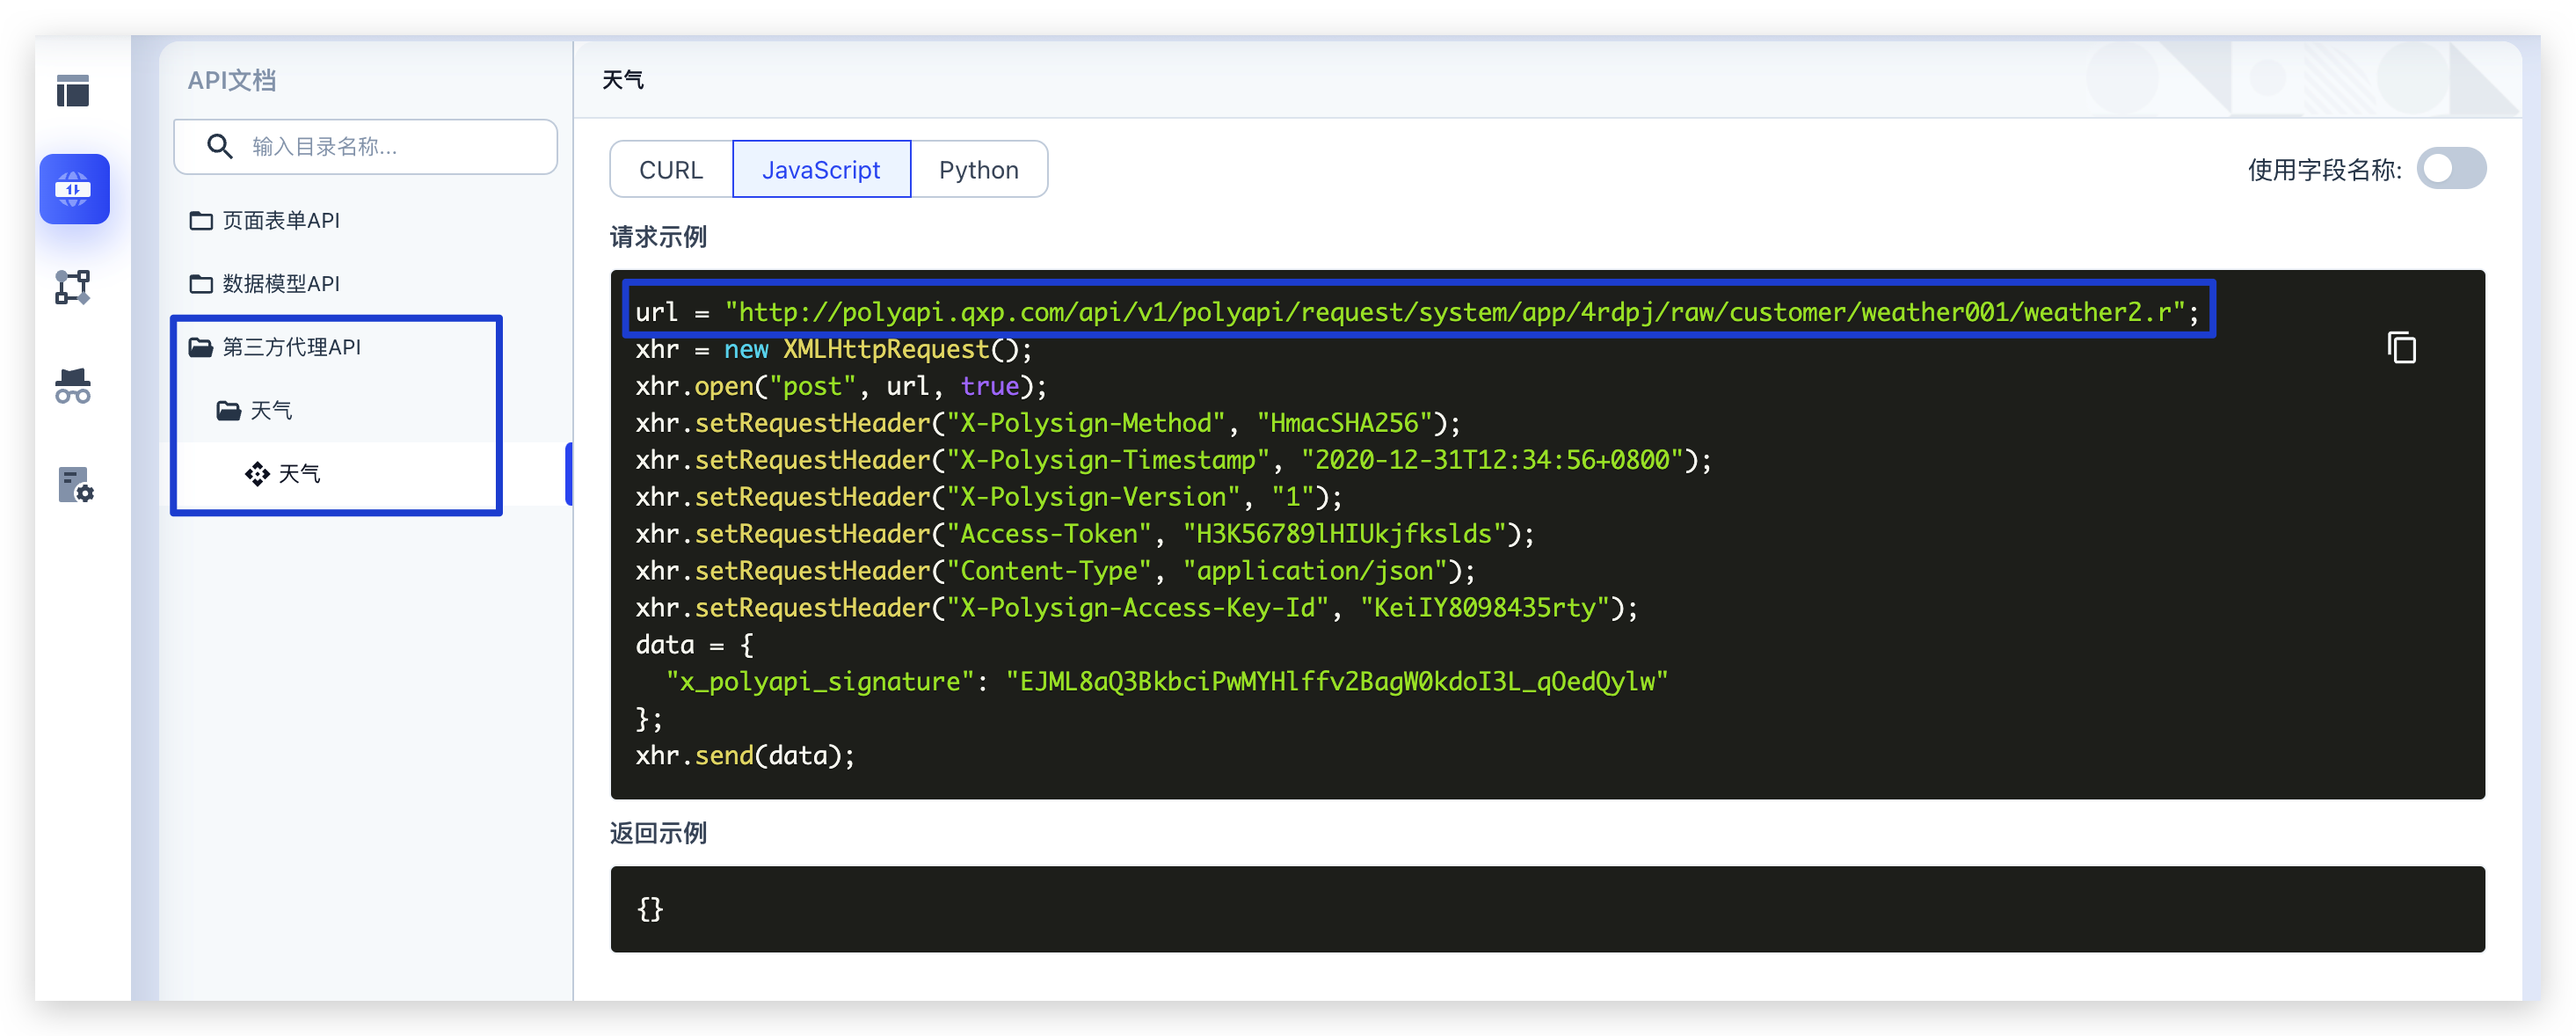 API文档
输入目录名称...
页面表单API
数据模型API
第三方代理API
天气
天气
天气
CURL
JavaScript
Python
使用字段名称:
请求示例
url = "http://polyapi.qxp.com/api/v1/polyapi/request/system/app/4rdpj/raw/customer/weather001/weather2.r";
xhr = new XMLHttpRequest();
xhr.open("post", url, true);
xhr.setRequestHeader("X-Polysign-Method", "HmacSHA256");
xhr.setRequestHeader("X-Polysign-Timestamp", "2020-12-31T12:34:56+0800");
xhr.setRequestHeader("X-Polysign-Version", "1");
xhr.setRequestHeader("Access-Token", "H3K56789lHIUkjfkslds");
xhr.setRequestHeader("Content-Type", "application/json");
xhr.setRequestHeader("X-Polysign-Access-Key-Id", "KeiIY8098435rty");
data = {
  "x_polyapi_signature": "EJML8aQ3BkbciPwMYHlffv2BagW0kdoI3L_qOedQylw"
};
xhr.send(data);
返回示例
{}